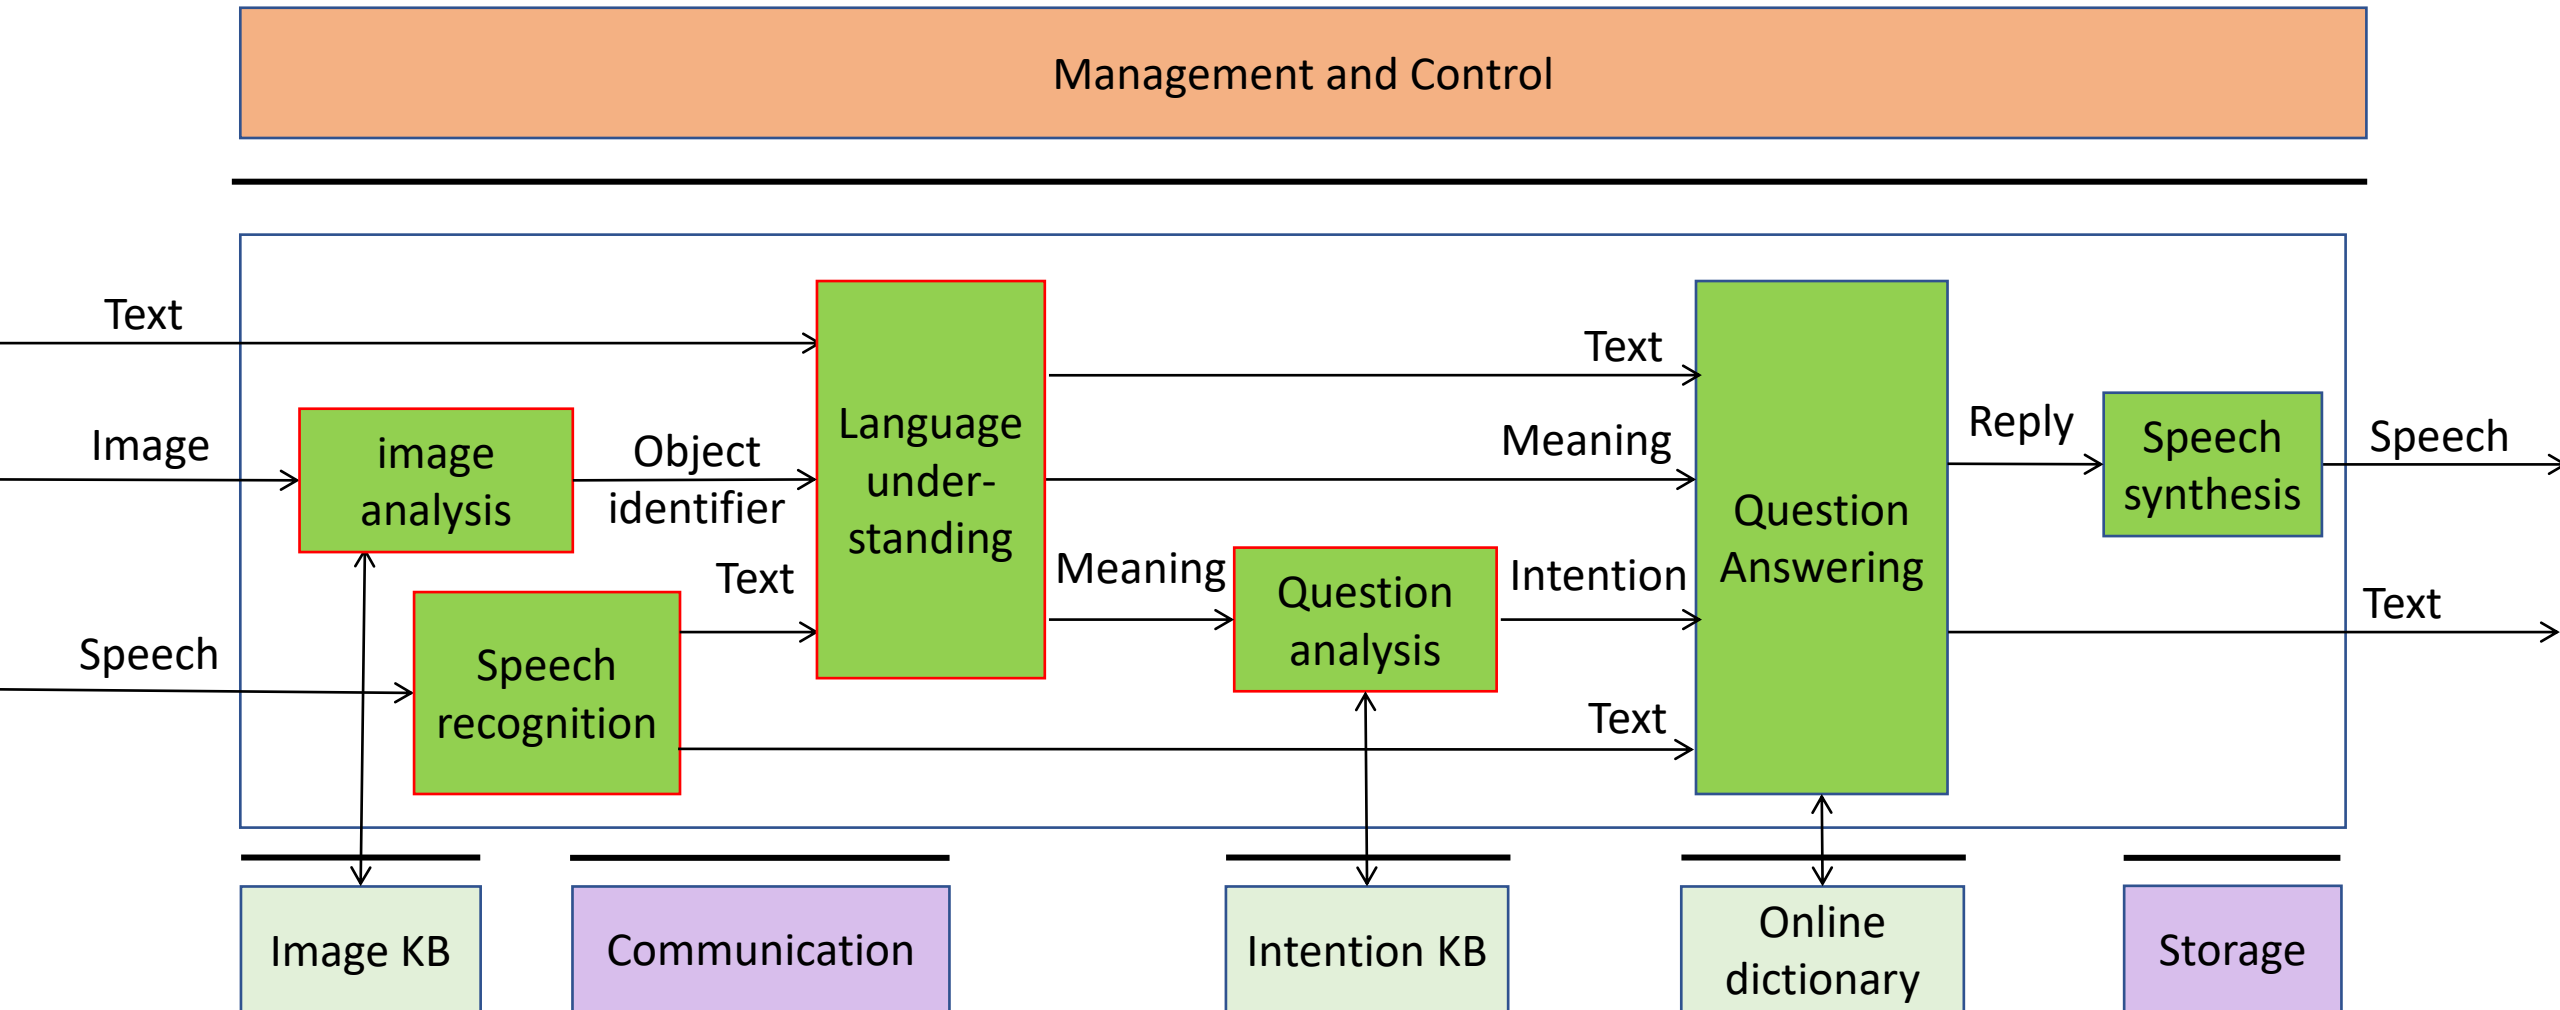 Management and Control
Text
Image
Speech
image
analysis
Object
identifier
Text
Speech
recognition
Language
under-
standing
Text
Meaning
Meaning
Question
analysis
Intention
Text
Question
Answering
Reply
Speech
synthesis
Speech
Text
Image KB
Communication
Intention KB
Online
dictionary
Storage